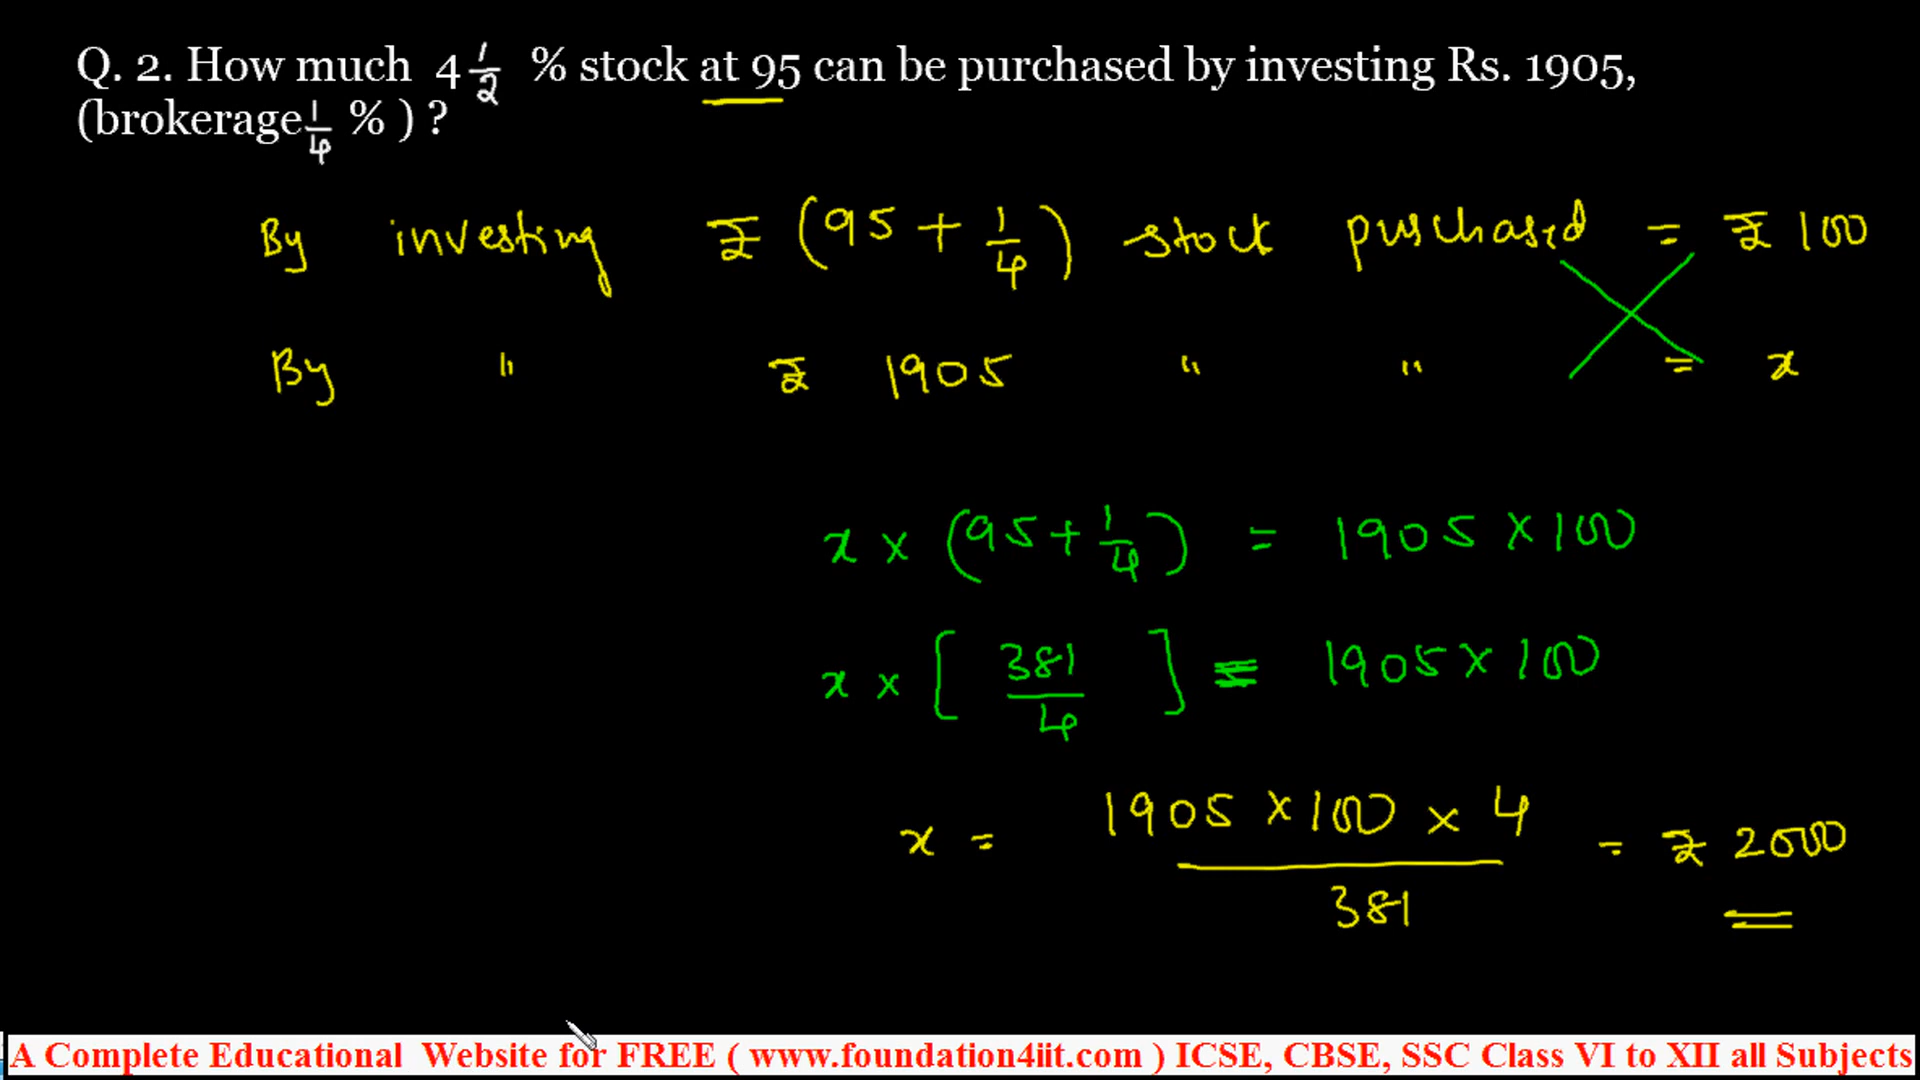 Q. 2. How much 4 1/2 % stock at 95 can be purchased by investing Rs. 1905,
(brokerage 1/4 % ) ?
By investing ₹ (95 + 1/4) stock purchased = ₹ 100
By " ₹ 1905 " " = x
x × (95 + 1/4) = 1905 × 100
x × [ 381/4 ] = 1905 × 100
x = 1905 × 100 × 4 / 381 = ₹ 2000
A Complete Educational Website for FREE ( www.foundation4iit.com ) ICSE, CBSE, SSC Class VI to XII all Subjects